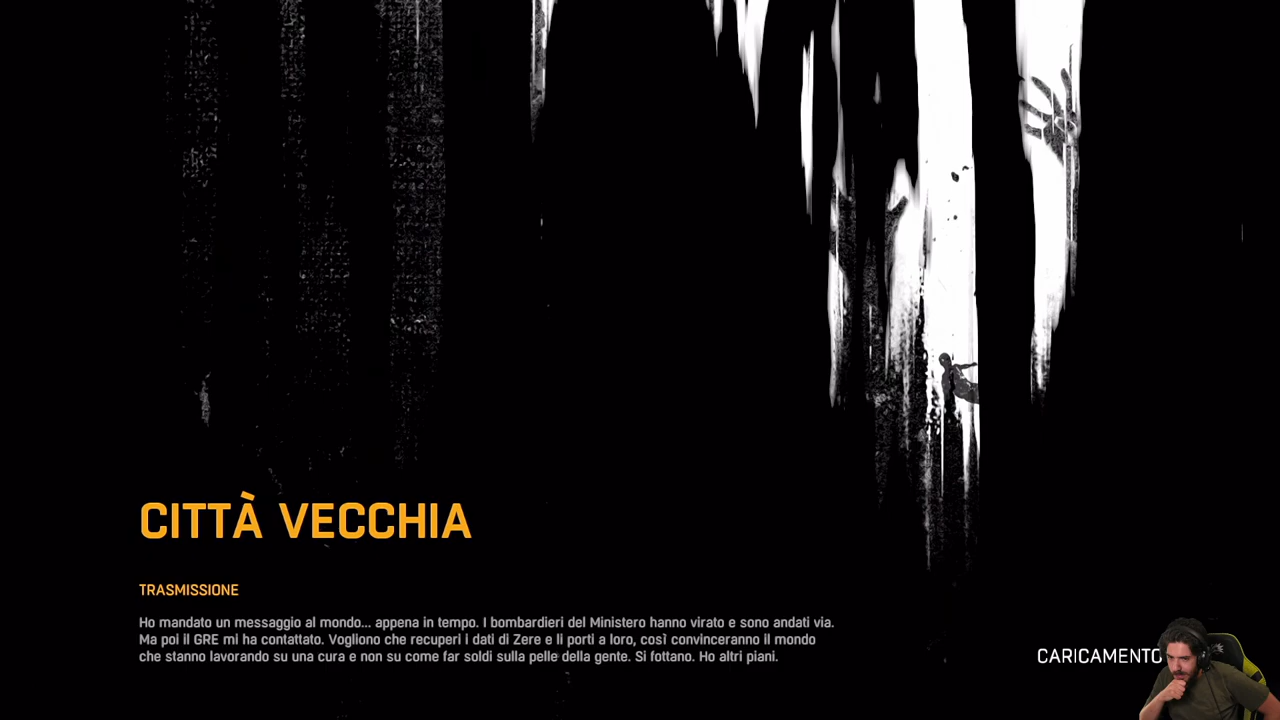 CITTÀ VECCHIA
TRASMISSIONE
Ho mandato un messaggio al mondo... appena in tempo. I bombardieri del Ministero hanno virato e sono andati via.
Ma poi il GRE mi ha contattato. Vogliono che recuperi i dati di Zere e li porti a loro, così convinceranno il mondo
che stanno lavorando su una cura e non su come far soldi sulla pelle della gente. Si fottano. Ho altri piani.
CARICAMENTO